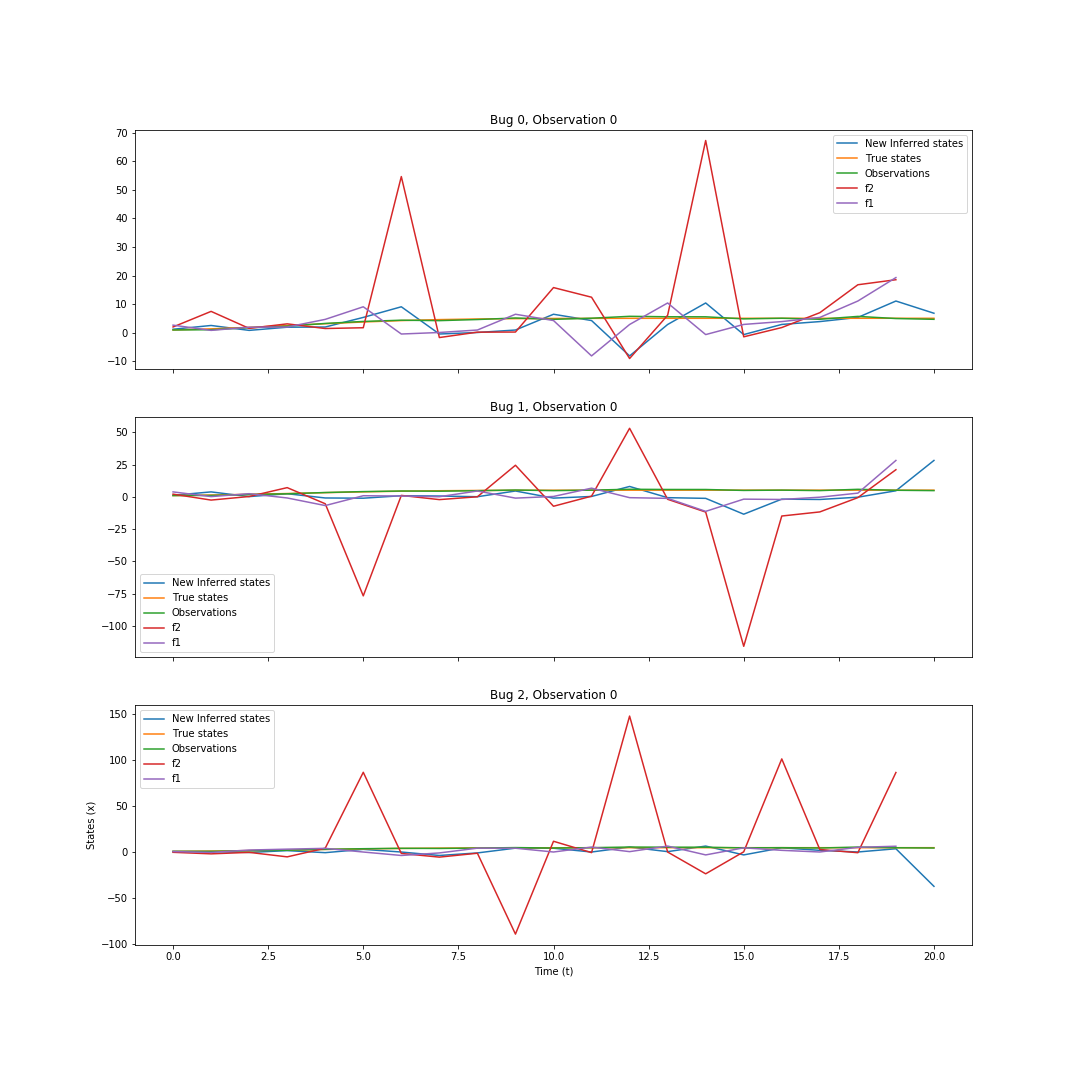 Bug 0, Observation 0
70
60
50
40
30
20
10
0
−10
New Inferred states
True states
Observations
f2
f1
Bug 1, Observation 0
50
25
0
−25
−50
−75
−100
New Inferred states
True states
Observations
f2
f1
Bug 2, Observation 0
States (x)
150
100
50
0
−50
−100
New Inferred states
True states
Observations
f2
f1
0.0 2.5 5.0 7.5 10.0 12.5 15.0 17.5 20.0
Time (t)